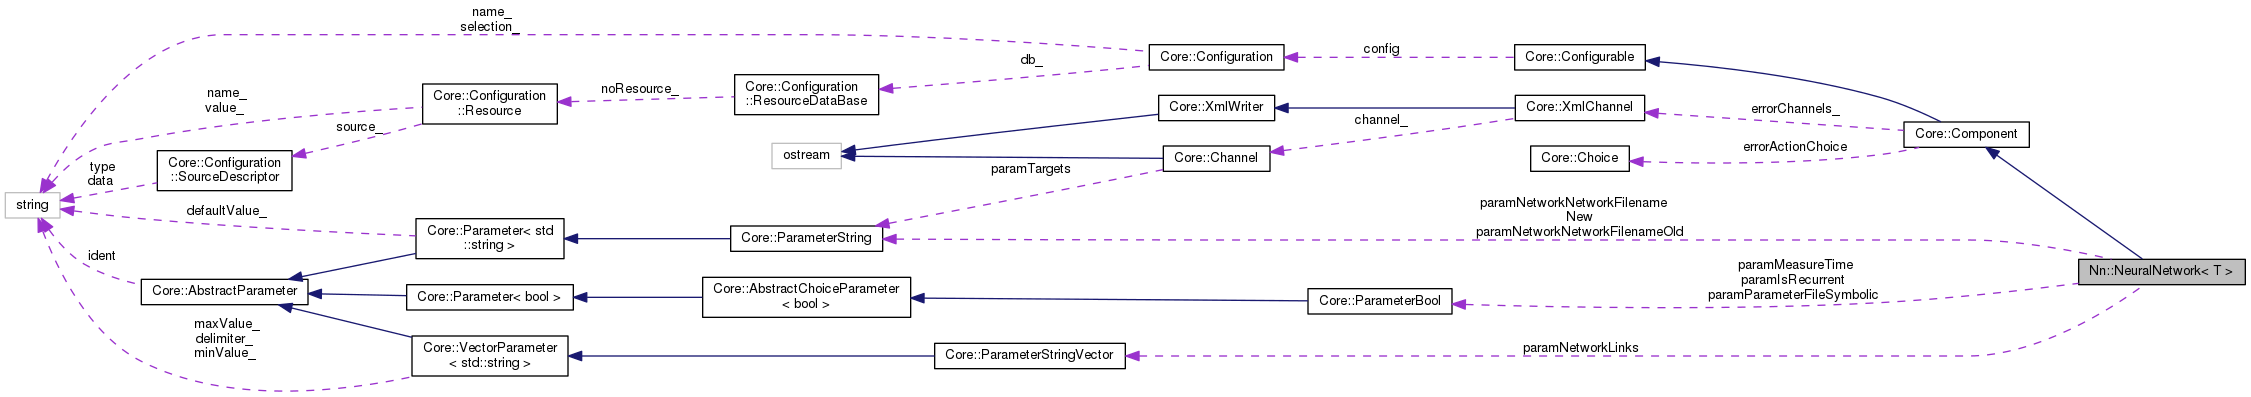 name_
selection_
Core::Configuration
config
Core::Configurable
db_
noResource_
Core::Configuration
::ResourceDataBase
name_
value_
Core::Configuration
::Resource
source_
Core::XmlWriter
Core::XmlChannel
errorChannels_
channel_
Core::Component
ostream
Core::Channel
Core::Choice
errorActionChoice
type
data
Core::Configuration
::SourceDescriptor
paramTargets
string
defaultValue_
Core::Parameter< std
::string >
Core::ParameterString
paramNetworkNetworkFilename
New
paramNetworkNetworkFilenameOld
ident
Core::AbstractParameter
Core::Parameter< bool >
Core::AbstractChoiceParameter
< bool >
Core::ParameterBool
paramMeasureTime
paramIsRecurrent
paramParameterFileSymbolic
Nn::NeuralNetwork< T >
maxValue_
delimiter_
minValue_
Core::VectorParameter
< std::string >
Core::ParameterStringVector
paramNetworkLinks